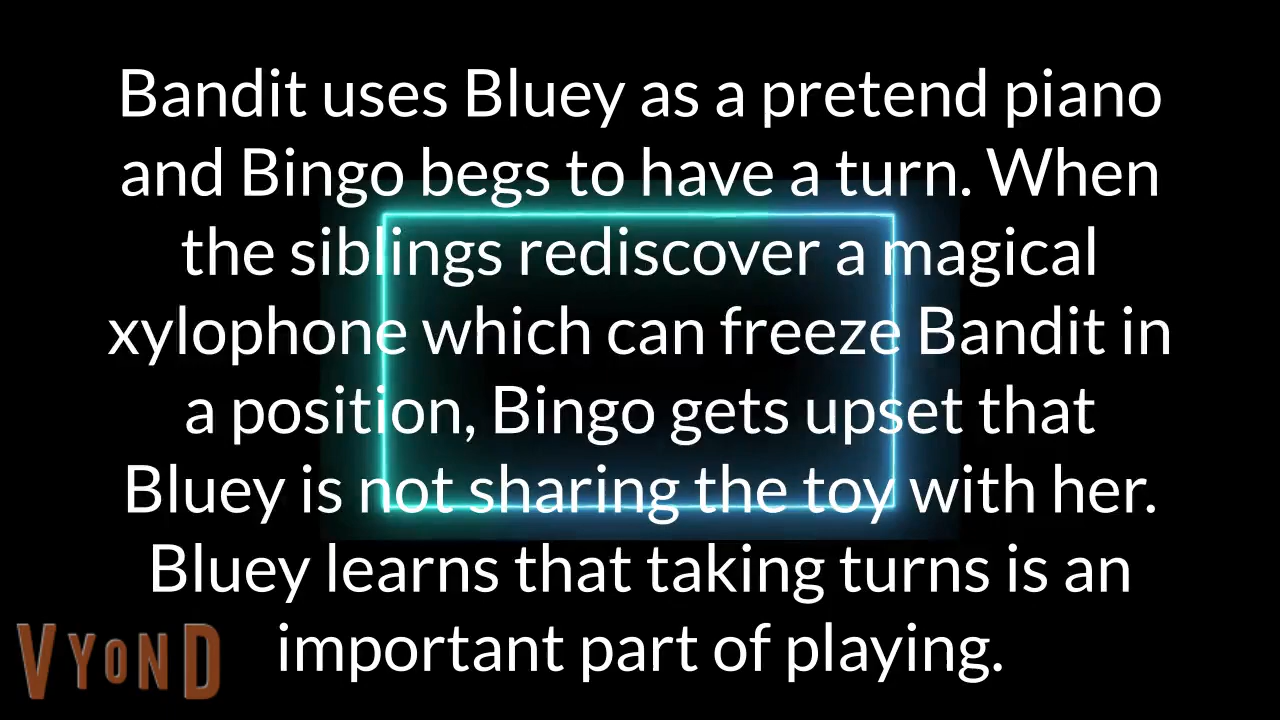 Bandit uses Bluey as a pretend piano
and Bingo begs to have a turn. When
the siblings rediscover a magical
xylophone which can freeze Bandit in
a position, Bingo gets upset that
Bluey is not sharing the toy with her.
Bluey learns that taking turns is an
important part of playing.
VYOND